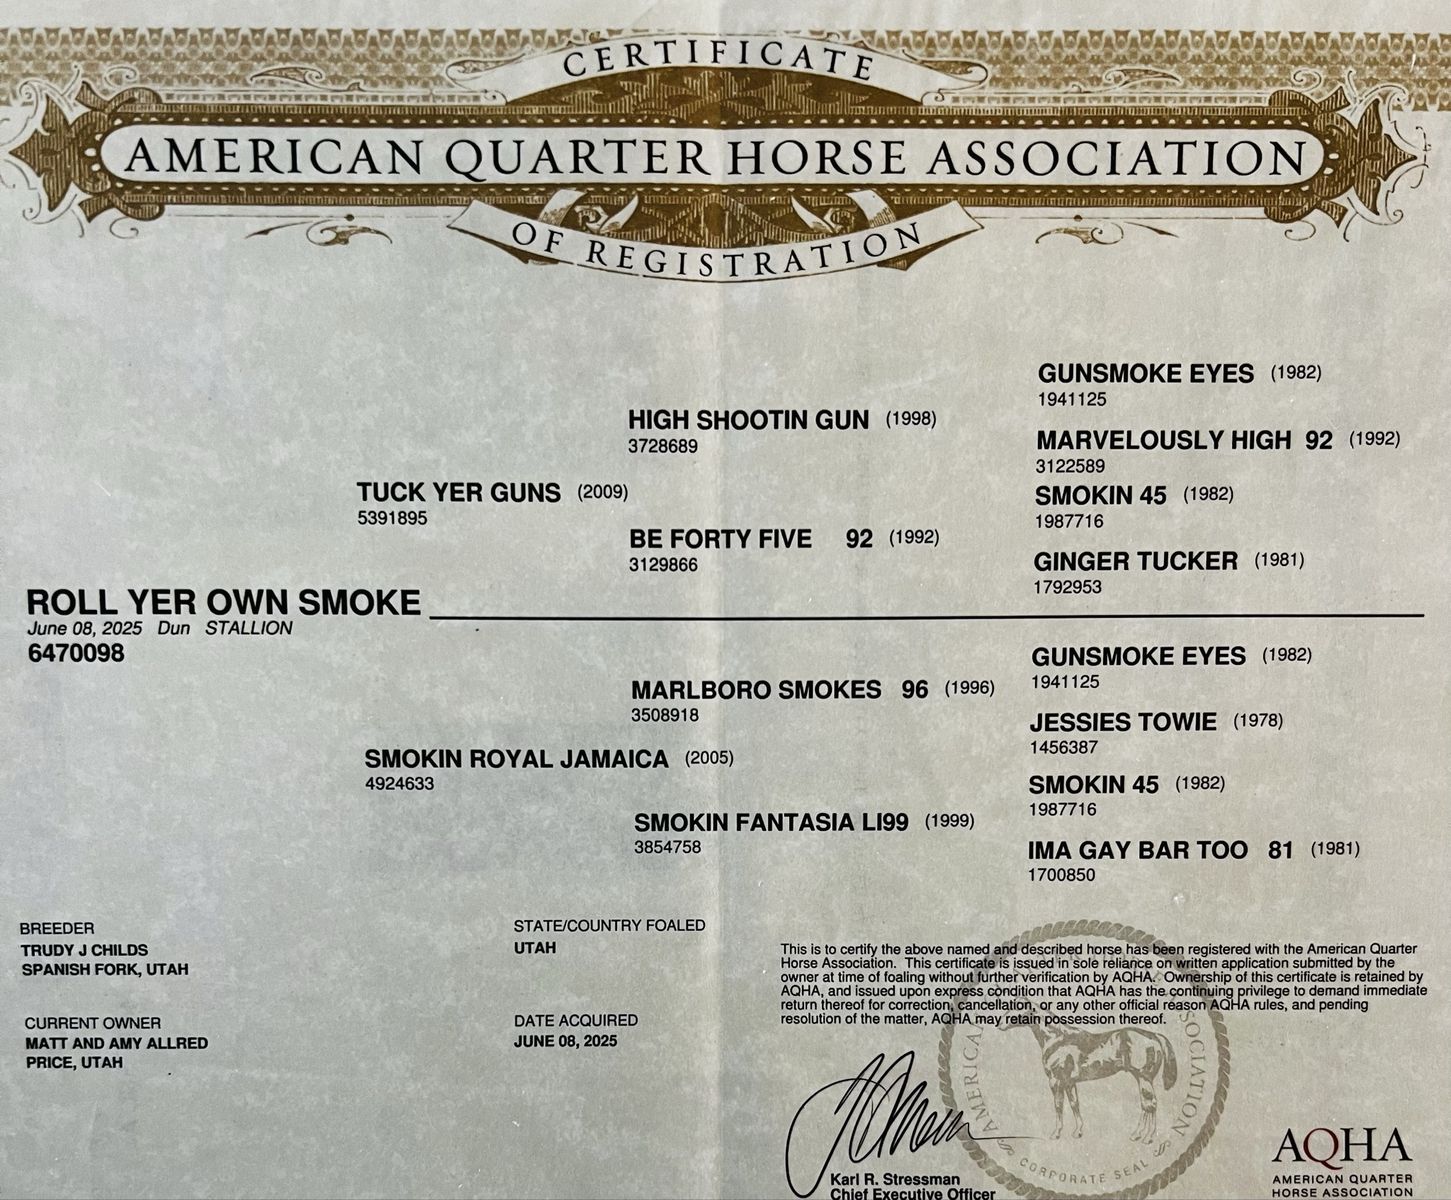 CERTIFICATE
AMERICAN QUARTER HORSE ASSOCIATION
OF REGISTRATION
GUNSMOKE EYES (1982)
1941125
HIGH SHOOTIN GUN (1998)
3728689
MARVELOUSLY HIGH 92 (1992)
3122589
TUCK YER GUNS (2009)
5391895
SMOKIN 45 (1982)
1987716
BE FORTY FIVE 92 (1992)
3129866
GINGER TUCKER (1981)
1792953
ROLL YER OWN SMOKE
June 08, 2025 Dun STALLION
6470098
GUNSMOKE EYES (1982)
1941125
MARLBORO SMOKES 96 (1996)
3508918
JESSIES TOWIE (1978)
1456387
SMOKIN ROYAL JAMAICA (2005)
4924633
SMOKIN 45 (1982)
1987716
SMOKIN FANTASIA LI99 (1999)
3854758
IMA GAY BAR TOO 81 (1981)
1700850
BREEDER
TRUDY J CHILDS
SPANISH FORK, UTAH
STATE/COUNTRY FOALED
UTAH
CURRENT OWNER
MATT AND AMY ALLRED
PRICE, UTAH
DATE ACQUIRED
JUNE 08, 2025
This is to certify the above named and described horse has been registered with the American Quarter
Horse Association. This certificate is issued in sole reliance on written application submitted by the
owner at time of foaling without further verification by AQHA. Ownership of this certificate is retained by
AQHA, and issued upon express condition that AQHA has the continuing privilege to demand immediate
return thereof for correction, cancellation, or any other official reason AQHA rules, and pending
resolution of the matter, AQHA may retain possession thereof.
AMERICAN QUARTER HORSE ASSOCIATION
CORPORATE SEAL
Karl R. Stressman
Chief Executive Officer
AQHA
AMERICAN QUARTER
HORSE ASSOCIATION